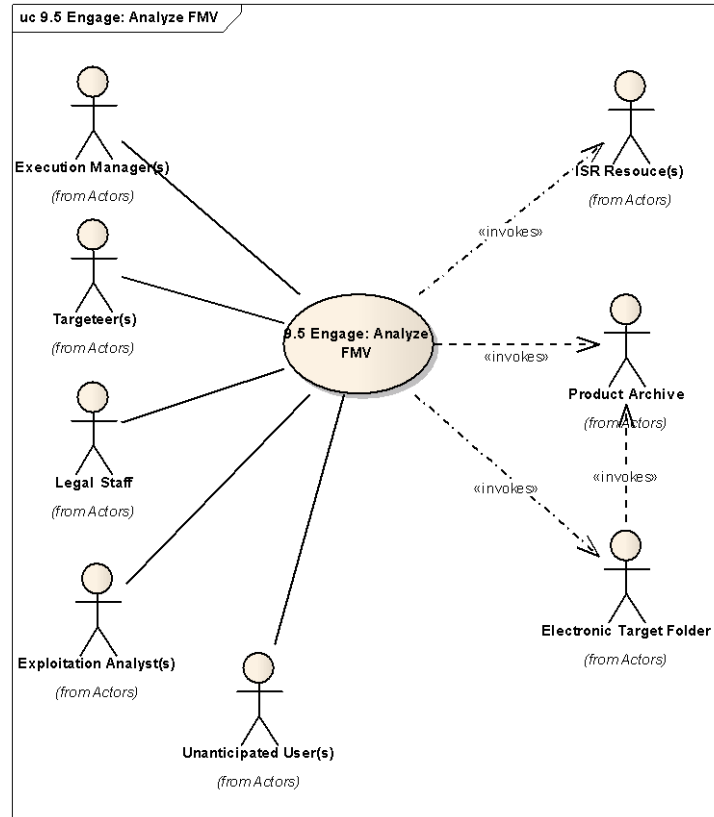 uc 9.5 Engage: Analyze FMV
Execution Manager(s)
(from Actors)
ISR Resouce(s)
(from Actors)
«invokes»
Targeteer(s)
(from Actors)
9.5 Engage: Analyze
FMV
«invokes»
Product Archive
(from Actors)
Legal Staff
(from Actors)
«invokes»
«invokes»
Electronic Target Folder
(from Actors)
Exploitation Analyst(s)
(from Actors)
Unanticipated User(s)
(from Actors)